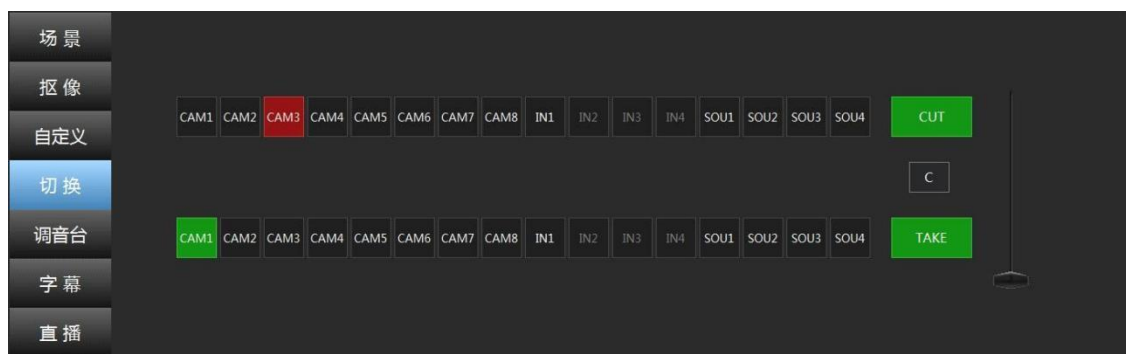 场 景
抠 像
自定义
切 换
调音台
字 幕
直 播
CAM1 CAM2 CAM3 CAM4 CAM5 CAM6 CAM7 CAM8 IN1 IN2 IN3 IN4 SOU1 SOU2 SOU3 SOU4 CUT
C
CAM1 CAM2 CAM3 CAM4 CAM5 CAM6 CAM7 CAM8 IN1 IN2 IN3 IN4 SOU1 SOU2 SOU3 SOU4 TAKE